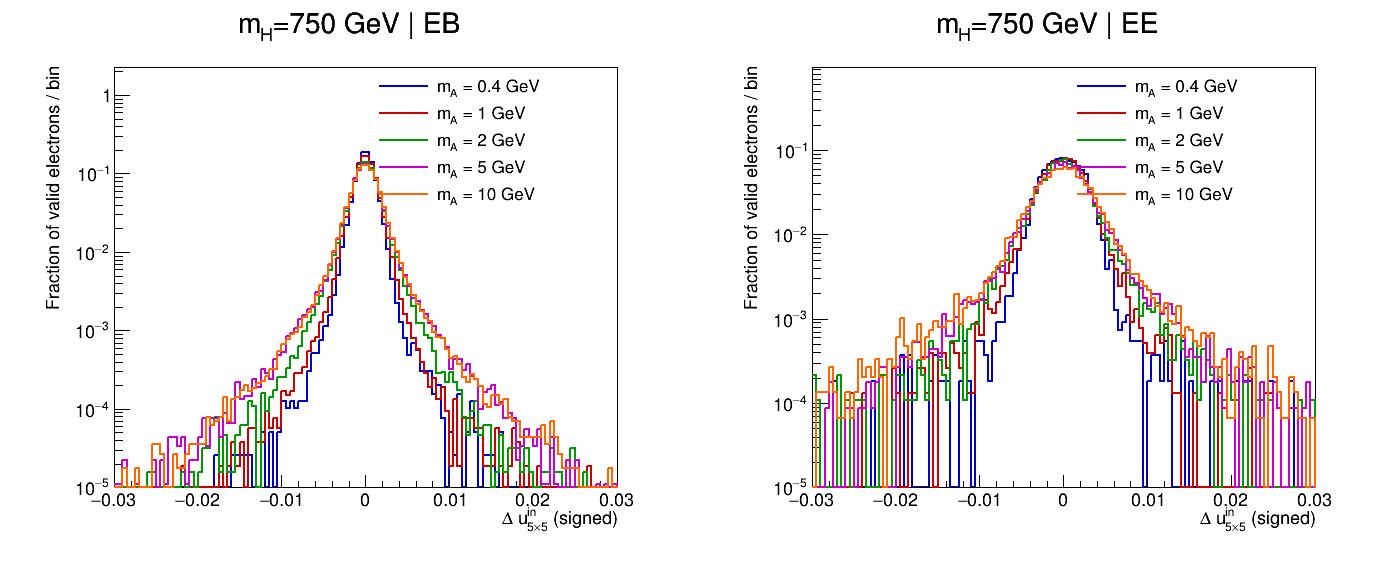 m_H=750 GeV | EB
Fraction of valid electrons / bin
m_A = 0.4 GeV
m_A = 1 GeV
m_A = 2 GeV
m_A = 5 GeV
m_A = 10 GeV
1
10^−1
10^−2
10^−3
10^−4
10^−5
−0.03 −0.02 −0.01 0 0.01 0.02 0.03
Δ u^in_5×5 (signed)
m_H=750 GeV | EE
Fraction of valid electrons / bin
m_A = 0.4 GeV
m_A = 1 GeV
m_A = 2 GeV
m_A = 5 GeV
m_A = 10 GeV
10^−1
10^−2
10^−3
10^−4
10^−5
−0.03 −0.02 −0.01 0 0.01 0.02 0.03
Δ u^in_5×5 (signed)